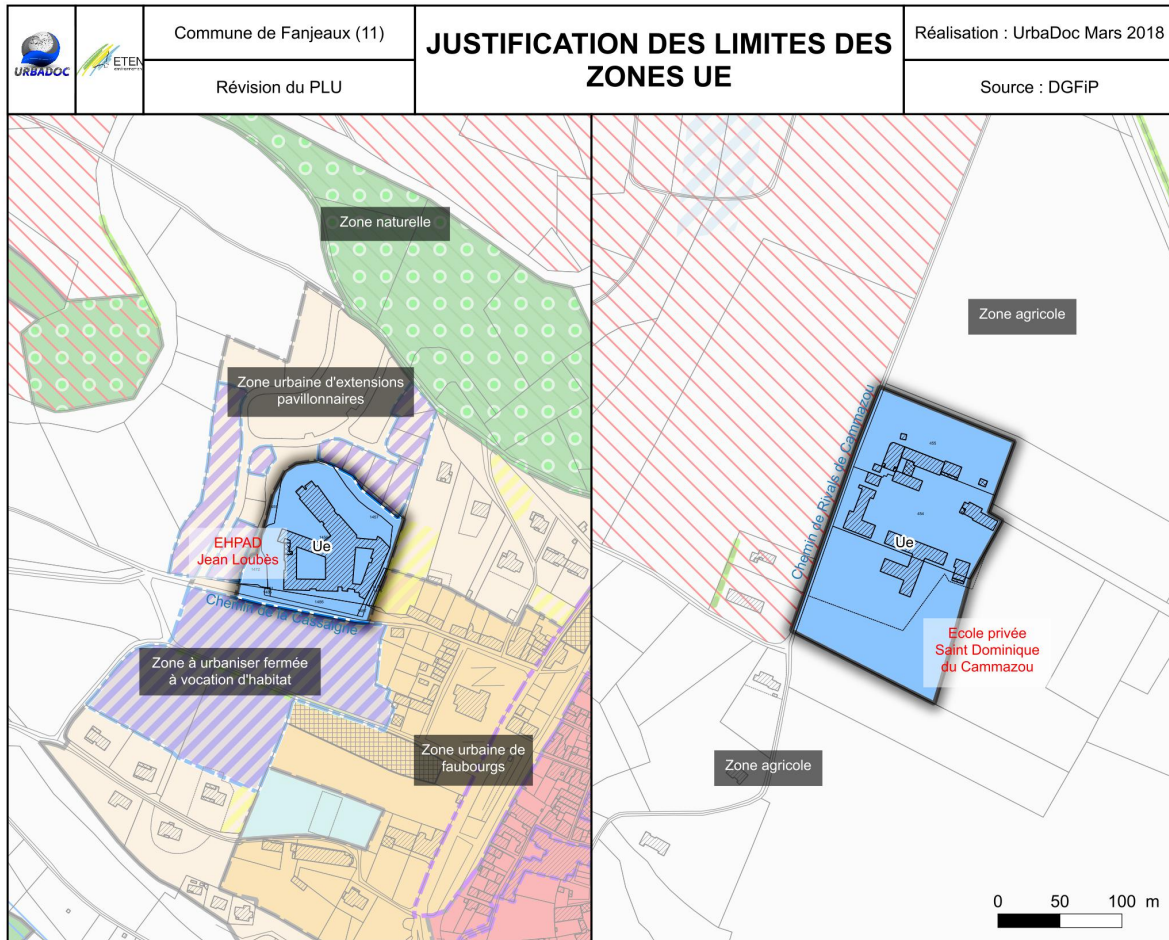 URBADOC
ETEN
Commune de Fanjeaux (11)
Révision du PLU
JUSTIFICATION DES LIMITES DES
ZONES UE
Réalisation : UrbaDoc Mars 2018
Source : DGFiP
Zone naturelle
Zone urbaine d'extensions
pavillonnaires
EHPAD
Jean Loubès
Ue
Chemin de la Cassaigne
Zone à urbaniser fermée
à vocation d'habitat
Zone urbaine de
faubourgs
Zone agricole
Chemin de Rivals de Cammazou
Ue
Ecole privée
Saint Dominique
du Cammazou
Zone agricole
0 50 100 m